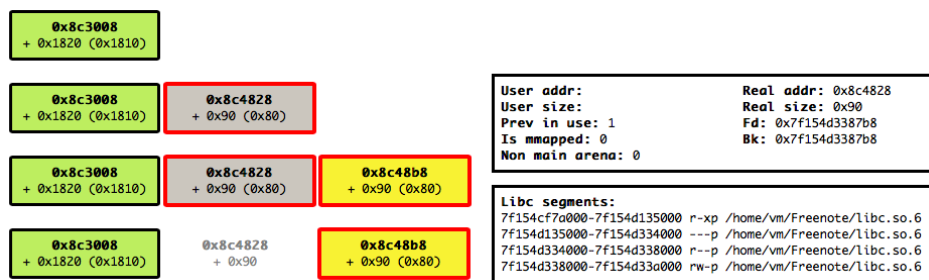 0x8c3008
+ 0x1820 (0x1810)
0x8c3008
+ 0x1820 (0x1810)
0x8c4828
+ 0x90 (0x80)
0x8c3008
+ 0x1820 (0x1810)
0x8c4828
+ 0x90 (0x80)
0x8c48b8
+ 0x90 (0x80)
0x8c3008
+ 0x1820 (0x1810)
0x8c4828
+ 0x90
0x8c48b8
+ 0x90 (0x80)
User addr: Real addr: 0x8c4828
User size: Real size: 0x90
Prev in use: 1 Fd: 0x7f154d3387b8
Is mmapped: 0 Bk: 0x7f154d3387b8
Non main arena: 0
Libc segments:
7f154cf7a000-7f154d135000 r-xp /home/vm/Freenote/libc.so.6
7f154d135000-7f154d334000 ---p /home/vm/Freenote/libc.so.6
7f154d334000-7f154d338000 r--p /home/vm/Freenote/libc.so.6
7f154d338000-7f154d33a000 rw-p /home/vm/Freenote/libc.so.6